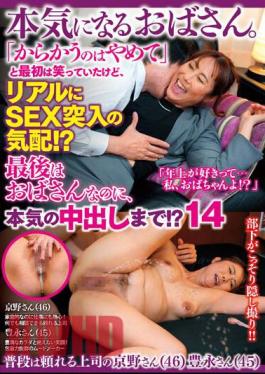 本気になるおばさん。
「からかうのはやめて」
と最初は笑っていたけど、
リアルに
SEX突入の
気配!?
最後は
おばさんなのに、
本気の中出しまで!?14
「年上が好きって…
私、おばちゃんよ!?」
部下がこっそり隠し撮り!!
京野さん(46)
豊永さん(45)
普段は頼れる上司の京野さん(46)豊永さん(45)